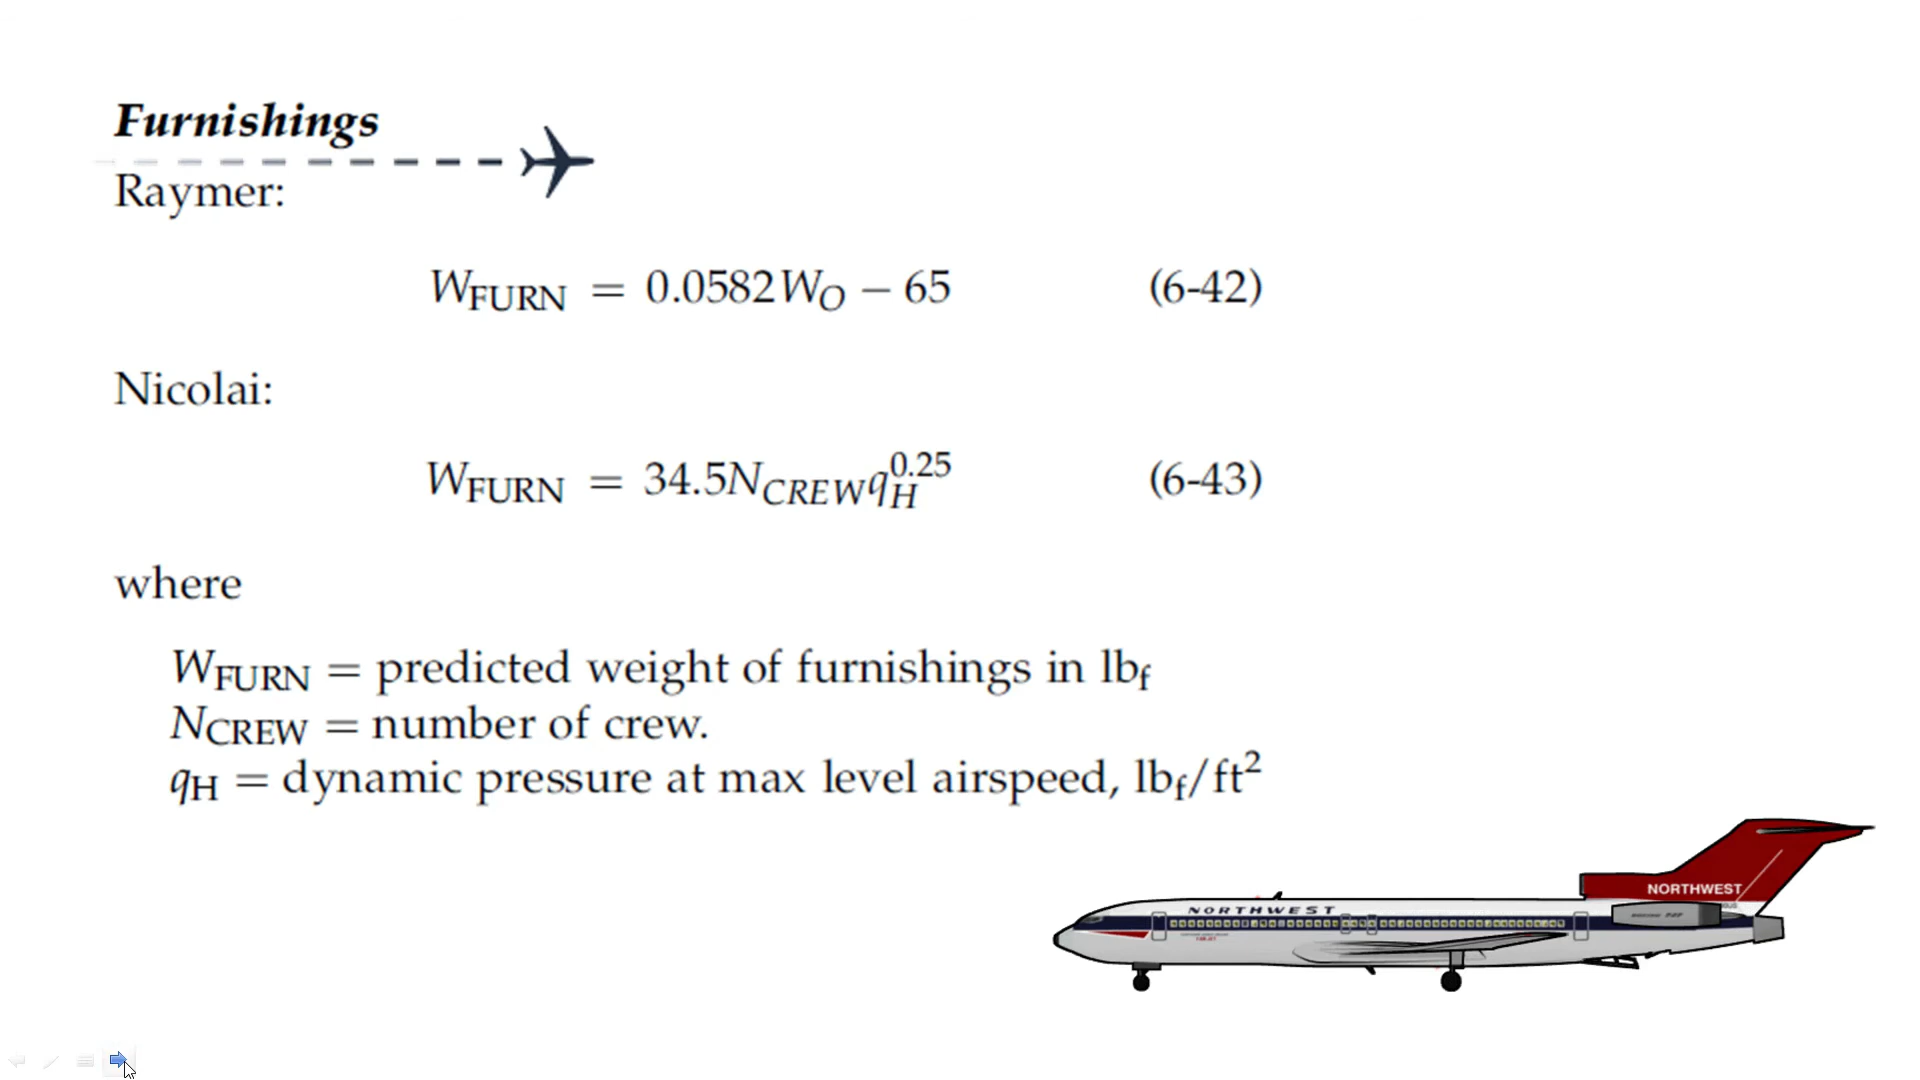 Furnishings
Raymer:
W_FURN = 0.0582W_O − 65 (6-42)
Nicolai:
W_FURN = 34.5N_CREW q_H^0.25 (6-43)
where
W_FURN = predicted weight of furnishings in lb_f
N_CREW = number of crew.
q_H = dynamic pressure at max level airspeed, lb_f/ft²
NORTHWEST
NORTHWEST